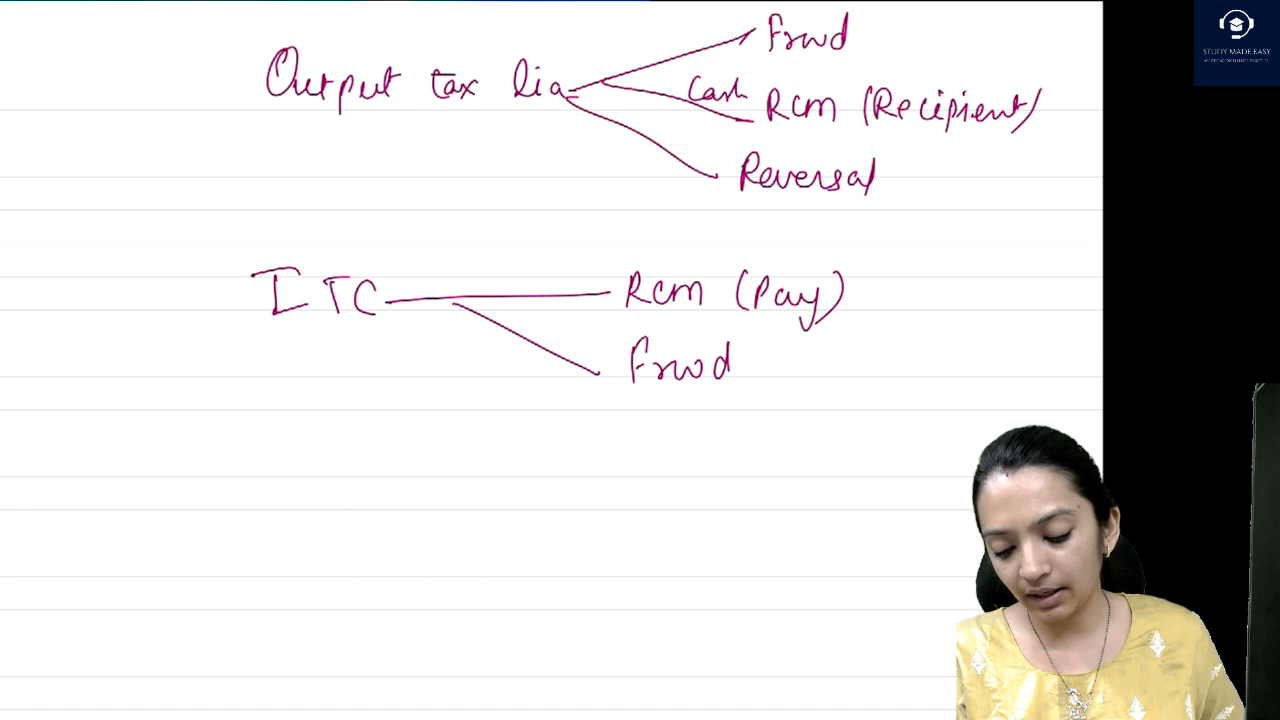 Frwd
Output tax lia
Cash
RCM (Recipient)
Reversal
ITC
RCM (Pay)
Frwd
STUDY MADE EASY